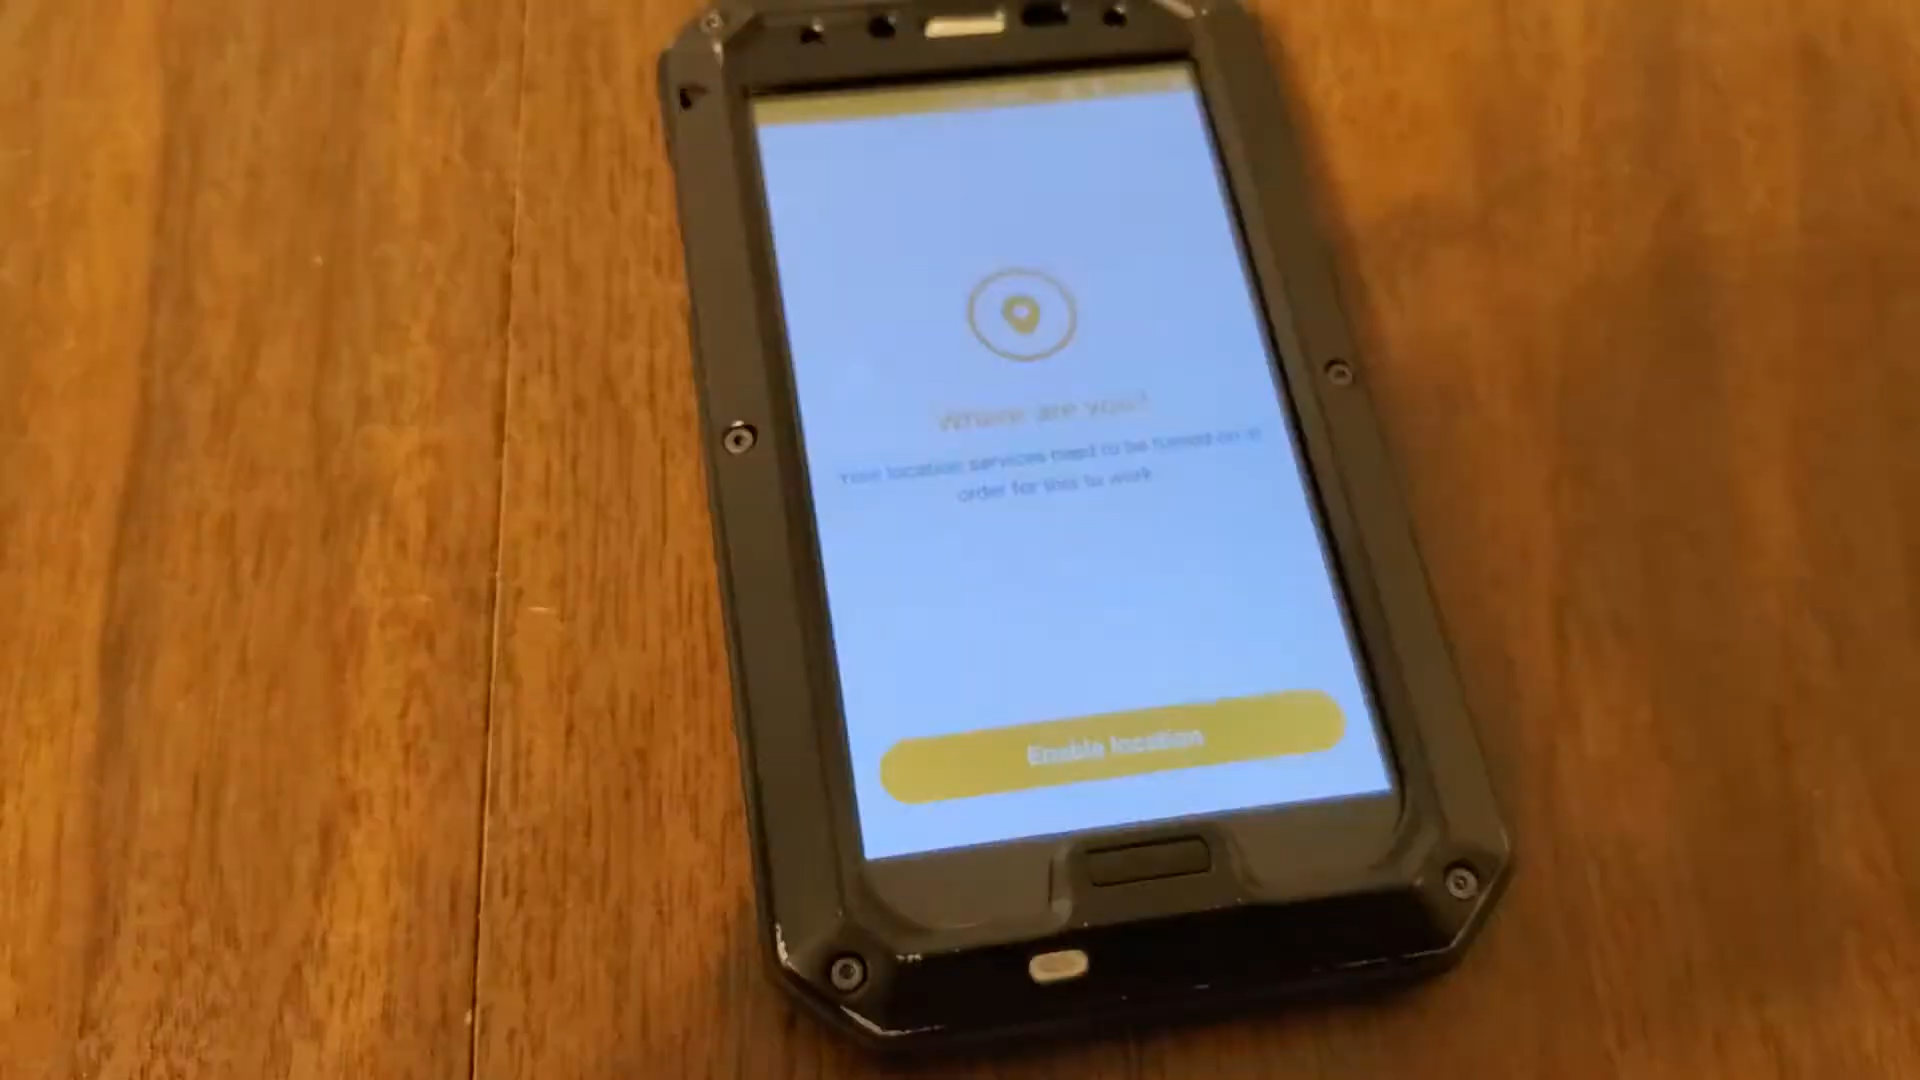 Where are you?
Your location services need to be turned on in
order for this to work
Enable location